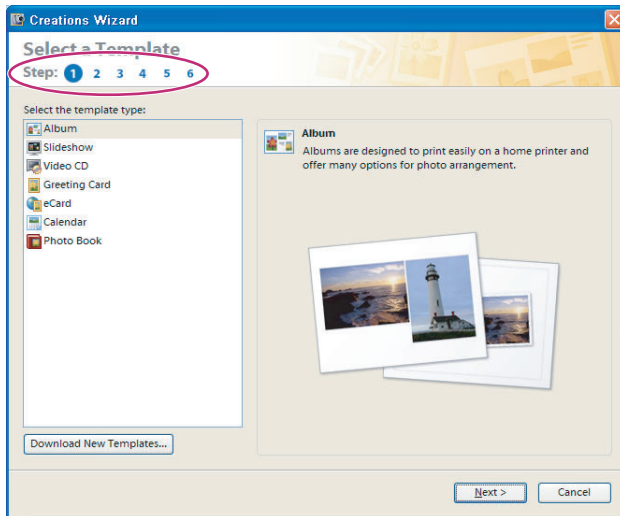 Creations Wizard
Select a Template
Step: 1 2 3 4 5 6
Select the template type:
Album
Slideshow
Video CD
Greeting Card
eCard
Calendar
Photo Book
Download New Templates...
Album
Albums are designed to print easily on a home printer and
offer many options for photo arrangement.
Next >
Cancel